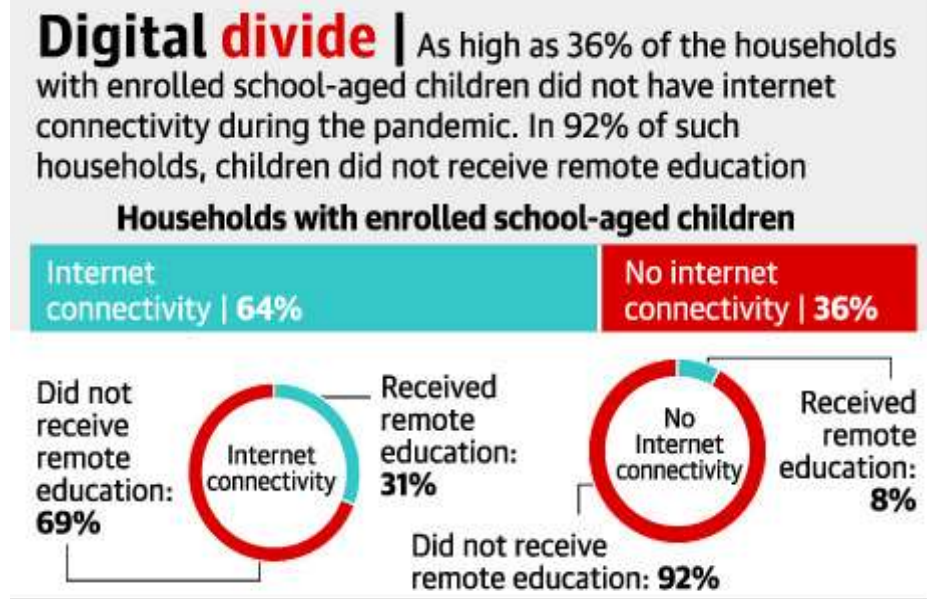 Digital divide | As high as 36% of the households
with enrolled school-aged children did not have internet
connectivity during the pandemic. In 92% of such
households, children did not receive remote education
Households with enrolled school-aged children
Internet
connectivity | 64%
No internet
connectivity | 36%
Did not
receive
remote
education:
69%
Internet
connectivity
Received
remote
education:
31%
No
Internet
connectivity
Received
remote
education:
8%
Did not receive
remote education: 92%